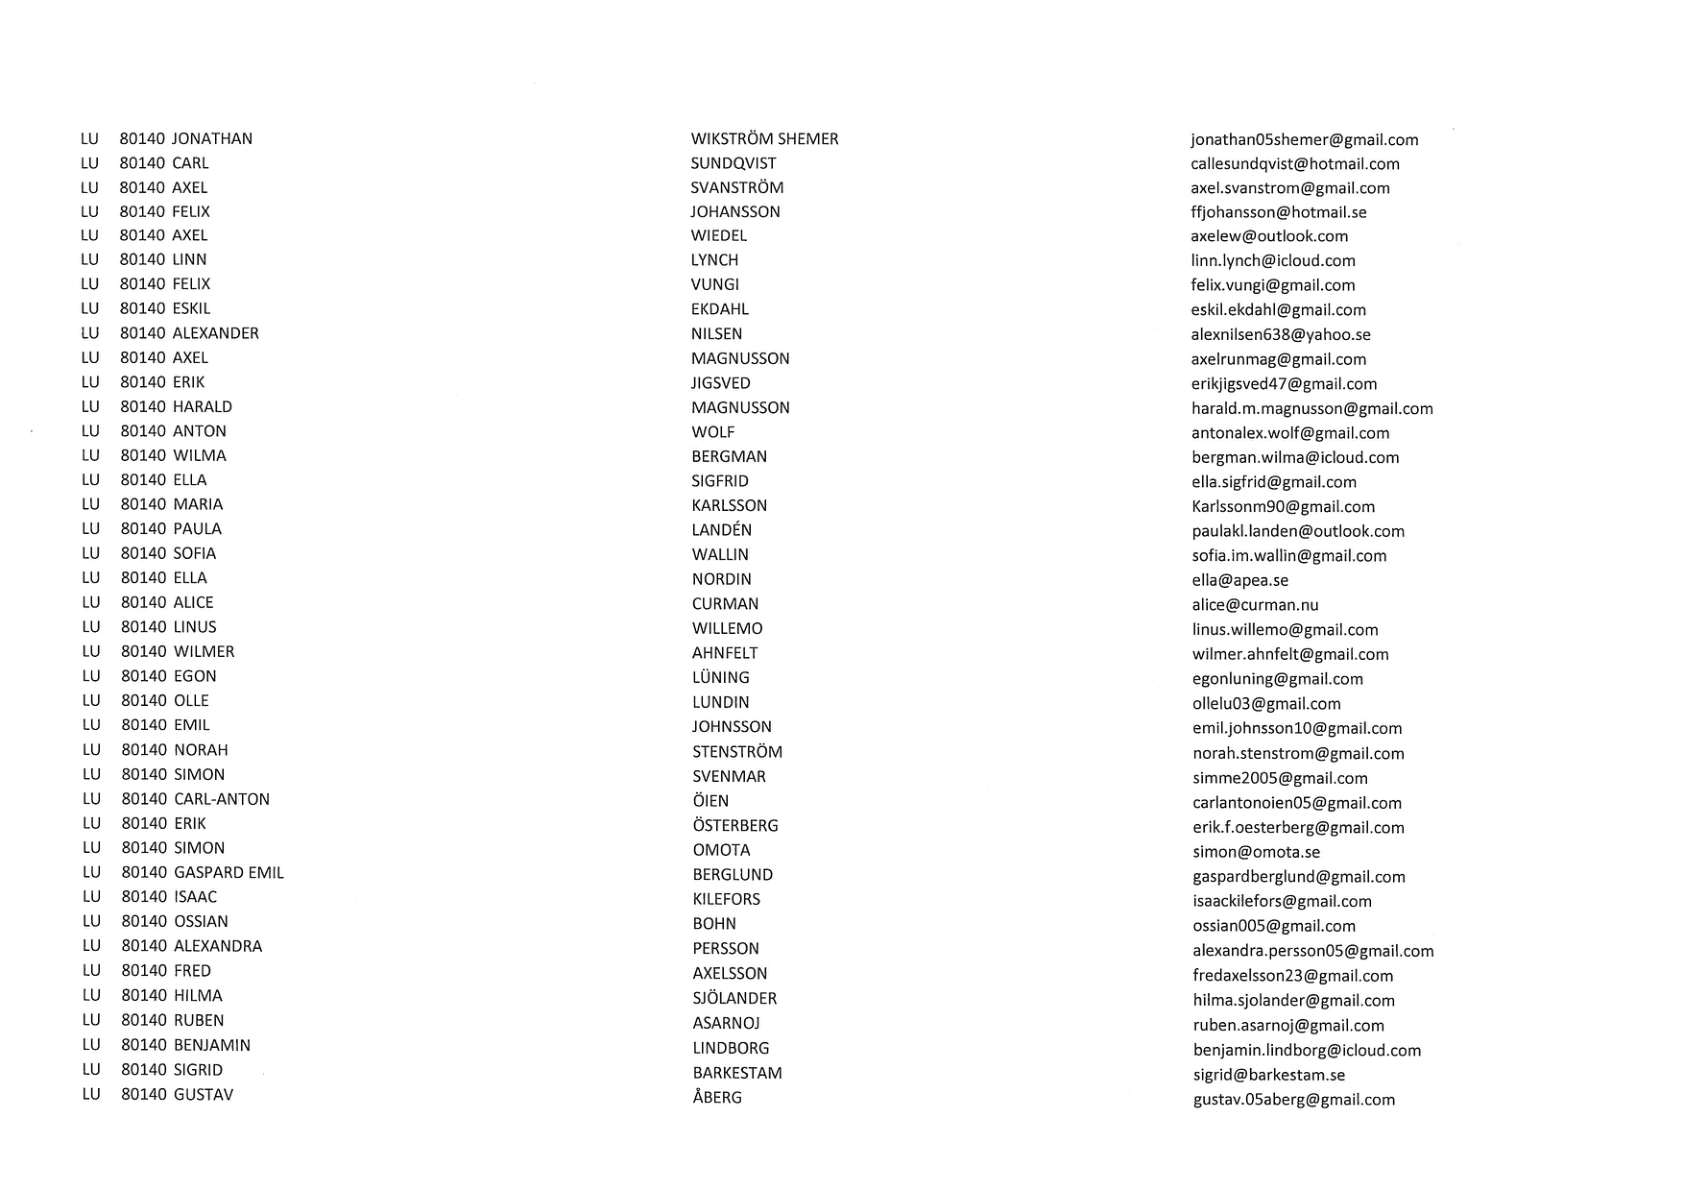 LU 80140 JONATHAN WIKSTRÖM SHEMER jonathan05shemer@gmail.com
LU 80140 CARL SUNDQVIST callesundqvist@hotmail.com
LU 80140 AXEL SVANSTRÖM axel.svanstrom@gmail.com
LU 80140 FELIX JOHANSSON ffjohansson@hotmail.se
LU 80140 AXEL WIEDEL axelew@outlook.com
LU 80140 LINN LYNCH linn.lynch@icloud.com
LU 80140 FELIX VUNGI felix.vungi@gmail.com
LU 80140 ESKIL EKDAHL eskil.ekdahl@gmail.com
LU 80140 ALEXANDER NILSEN alexnilsen638@yahoo.se
LU 80140 AXEL MAGNUSSON axelrunmag@gmail.com
LU 80140 ERIK JIGSVED erikjigsved47@gmail.com
LU 80140 HARALD MAGNUSSON harald.m.magnusson@gmail.com
LU 80140 ANTON WOLF antonalex.wolf@gmail.com
LU 80140 WILMA BERGMAN bergman.wilma@icloud.com
LU 80140 ELLA SIGFRID ella.sigfrid@gmail.com
LU 80140 MARIA KARLSSON Karlssonm90@gmail.com
LU 80140 PAULA LANDÉN paulakl.landen@outlook.com
LU 80140 SOFIA WALLIN sofia.im.wallin@gmail.com
LU 80140 ELLA NORDIN ella@apea.se
LU 80140 ALICE CURMAN alice@curman.nu
LU 80140 LINUS WILLEMO linus.willemo@gmail.com
LU 80140 WILMER AHNFELT wilmer.ahnfelt@gmail.com
LU 80140 EGON LÜNING egonluning@gmail.com
LU 80140 OLLE LUNDIN ollelu03@gmail.com
LU 80140 EMIL JOHNSSON emil.johnsson10@gmail.com
LU 80140 NORAH STENSTRÖM norah.stenstrom@gmail.com
LU 80140 SIMON SVENMAR simme2005@gmail.com
LU 80140 CARL-ANTON ÖIEN carlantonoien05@gmail.com
LU 80140 ERIK ÖSTERBERG erik.f.oesterberg@gmail.com
LU 80140 SIMON OMOTA simon@omota.se
LU 80140 GASPARD EMIL BERGLUND gaspardberglund@gmail.com
LU 80140 ISAAC KILEFORS isaackilefors@gmail.com
LU 80140 OSSIAN BOHN ossian005@gmail.com
LU 80140 ALEXANDRA PERSSON alexandra.persson05@gmail.com
LU 80140 FRED AXELSSON fredaxelsson23@gmail.com
LU 80140 HILMA SJÖLANDER hilma.sjolander@gmail.com
LU 80140 RUBEN ASARNOJ ruben.asarnoj@gmail.com
LU 80140 BENJAMIN LINDBORG benjamin.lindborg@icloud.com
LU 80140 SIGRID BARKESTAM sigrid@barkestam.se
LU 80140 GUSTAV ÅBERG gustav.05aberg@gmail.com